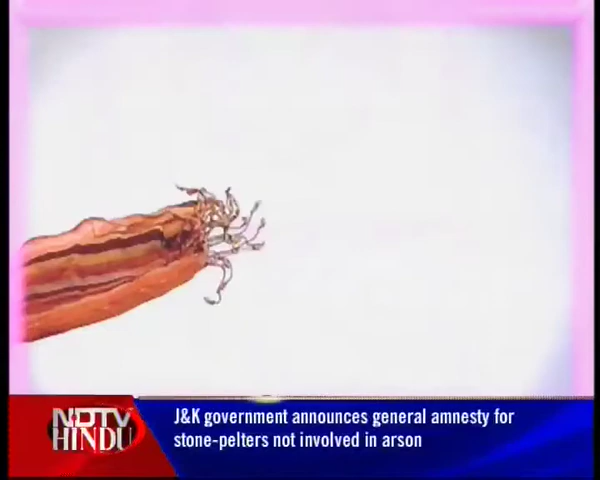 NDTV
HINDU
J&K government announces general amnesty for
stone-pelters not involved in arson